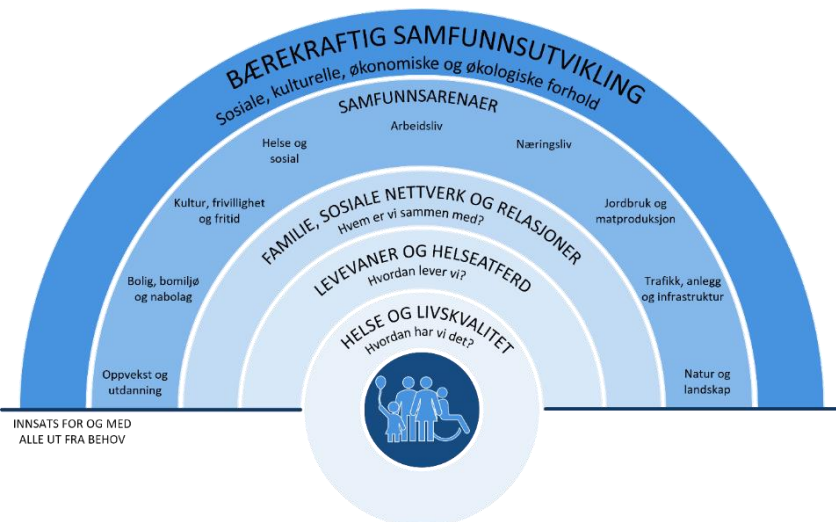 BÆREKRAFTIG SAMFUNNSUTVIKLING
Sosiale, kulturelle, økonomiske og økologiske forhold
SAMFUNNSARENAER
Arbeidsliv
Helse og
sosial
Næringsliv
Kultur, frivillighet
og fritid
Jordbruk og
matproduksjon
Bolig, bomiljø
og nabolag
Trafikk, anlegg
og infrastruktur
Oppvekst og
utdanning
Natur og
landskap
FAMILIE, SOSIALE NETTVERK OG RELASJONER
Hvem er vi sammen med?
LEVEVANER OG HELSEATFERD
Hvordan lever vi?
HELSE OG LIVSKVALITET
Hvordan har vi det?
INNSATS FOR OG MED
ALLE UT FRA BEHOV